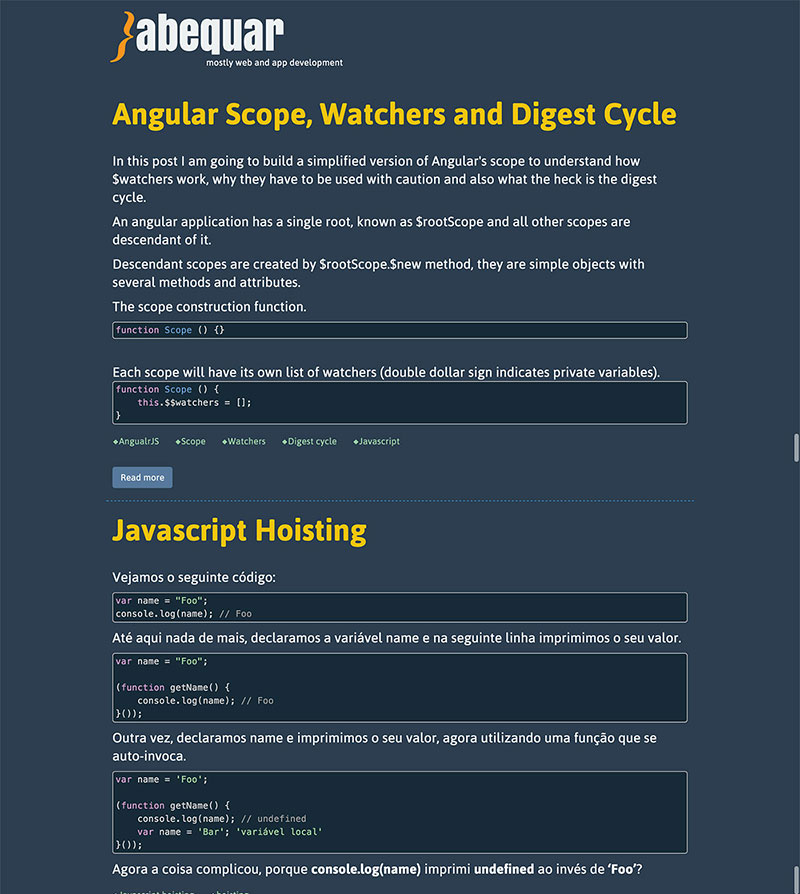 }abequar
mostly web and app development
Angular Scope, Watchers and Digest Cycle
In this post I am going to build a simplified version of Angular's scope to understand how
$watchers work, why they have to be used with caution and also what the heck is the digest
cycle.
An angular application has a single root, known as $rootScope and all other scopes are
descendant of it.
Descendant scopes are created by $rootScope.$new method, they are simple objects with
several methods and attributes.
The scope construction function.
function Scope () {}
Each scope will have its own list of watchers (double dollar sign indicates private variables).
function Scope () {
    this.$$watchers = [];
}
◆AngualrJS ◆Scope ◆Watchers ◆Digest cycle ◆Javascript
Read more
Javascript Hoisting
Vejamos o seguinte código:
var name = "Foo";
console.log(name); // Foo
Até aqui nada de mais, declaramos a variável name e na seguinte linha imprimimos o seu valor.
var name = "Foo";
(function getName() {
    console.log(name); // Foo
}());
Outra vez, declaramos name e imprimimos o seu valor, agora utilizando uma função que se
auto-invoca.
var name = 'Foo';
(function getName() {
    console.log(name); // undefined
    var name = 'Bar'; 'variável local'
}());
Agora a coisa complicou, porque console.log(name) imprimi undefined ao invés de ‘Foo’?